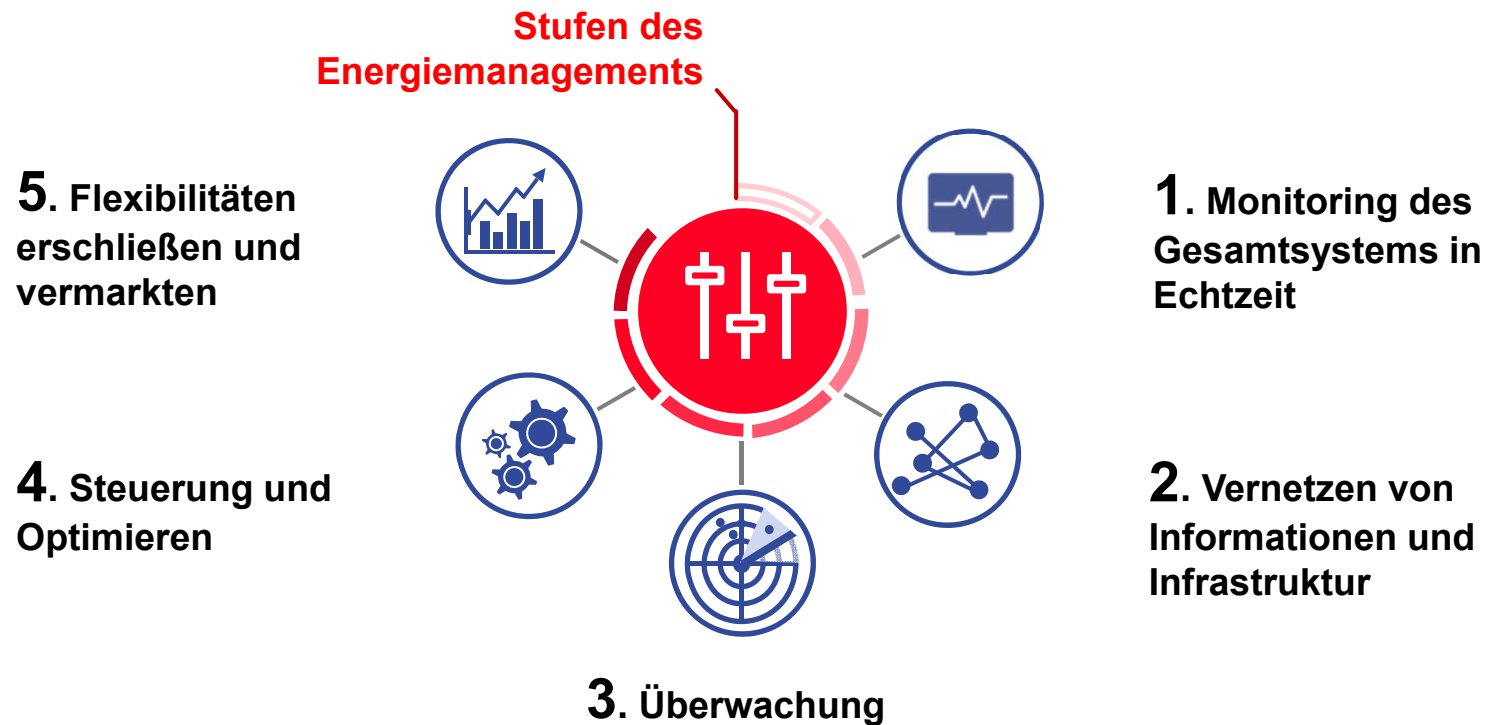 Stufen des
Energiemanagements
1. Monitoring des
Gesamtsystems in
Echtzeit
2. Vernetzen von
Informationen und
Infrastruktur
3. Überwachung
4. Steuerung und
Optimieren
5. Flexibilitäten
erschließen und
vermarkten